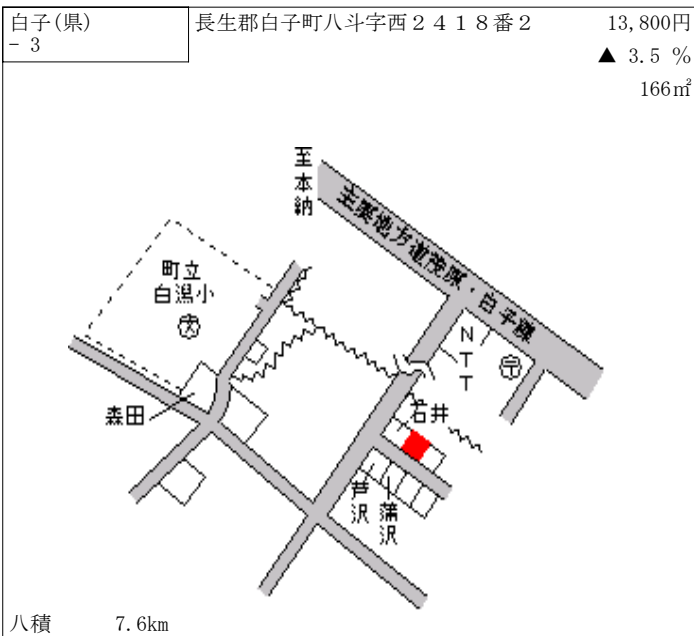 白子(県)
- 3
長生郡白子町八斗字西２４１８番2
13,800円
▲ 3.5 %
166㎡
至本納
主要地方道茂原・白子線
町立
白潟小
文
NTT
〒
石井
森田
芦沢
蒲沢
八積 7.6km